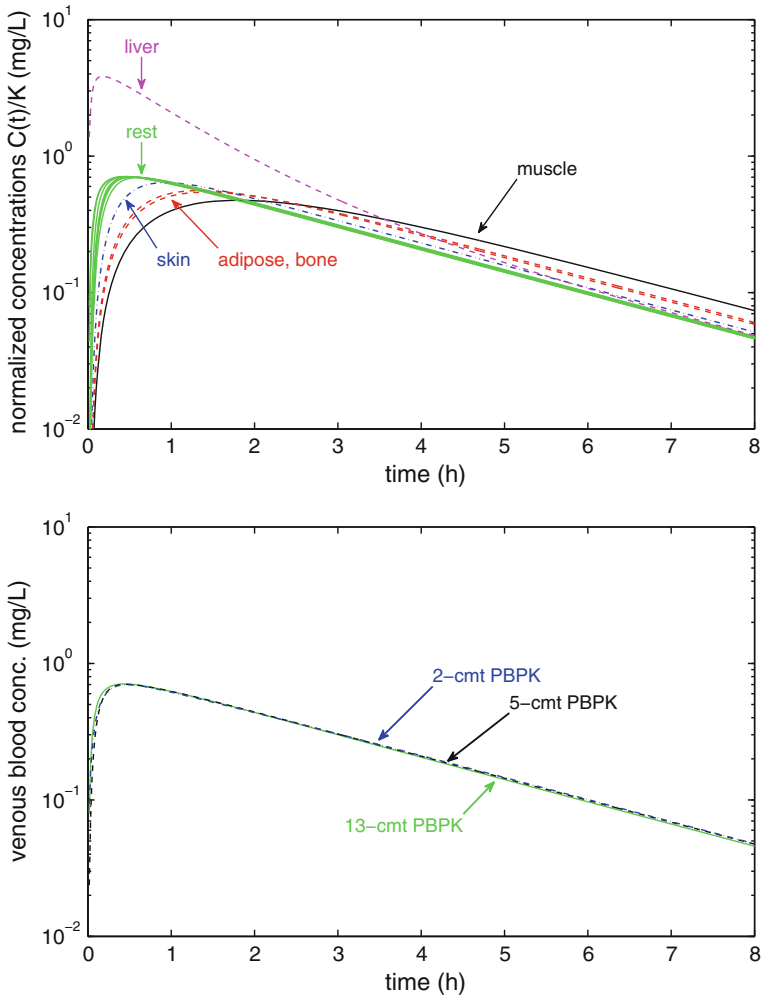 normalized concentrations C(t)/K (mg/L)
10^1
10^0
10^-1
10^-2
liver
rest
muscle
skin
adipose, bone
0 1 2 3 4 5 6 7 8
time (h)
venous blood conc. (mg/L)
10^1
10^0
10^-1
10^-2
2-cmt PBPK
5-cmt PBPK
13-cmt PBPK
0 1 2 3 4 5 6 7 8
time (h)